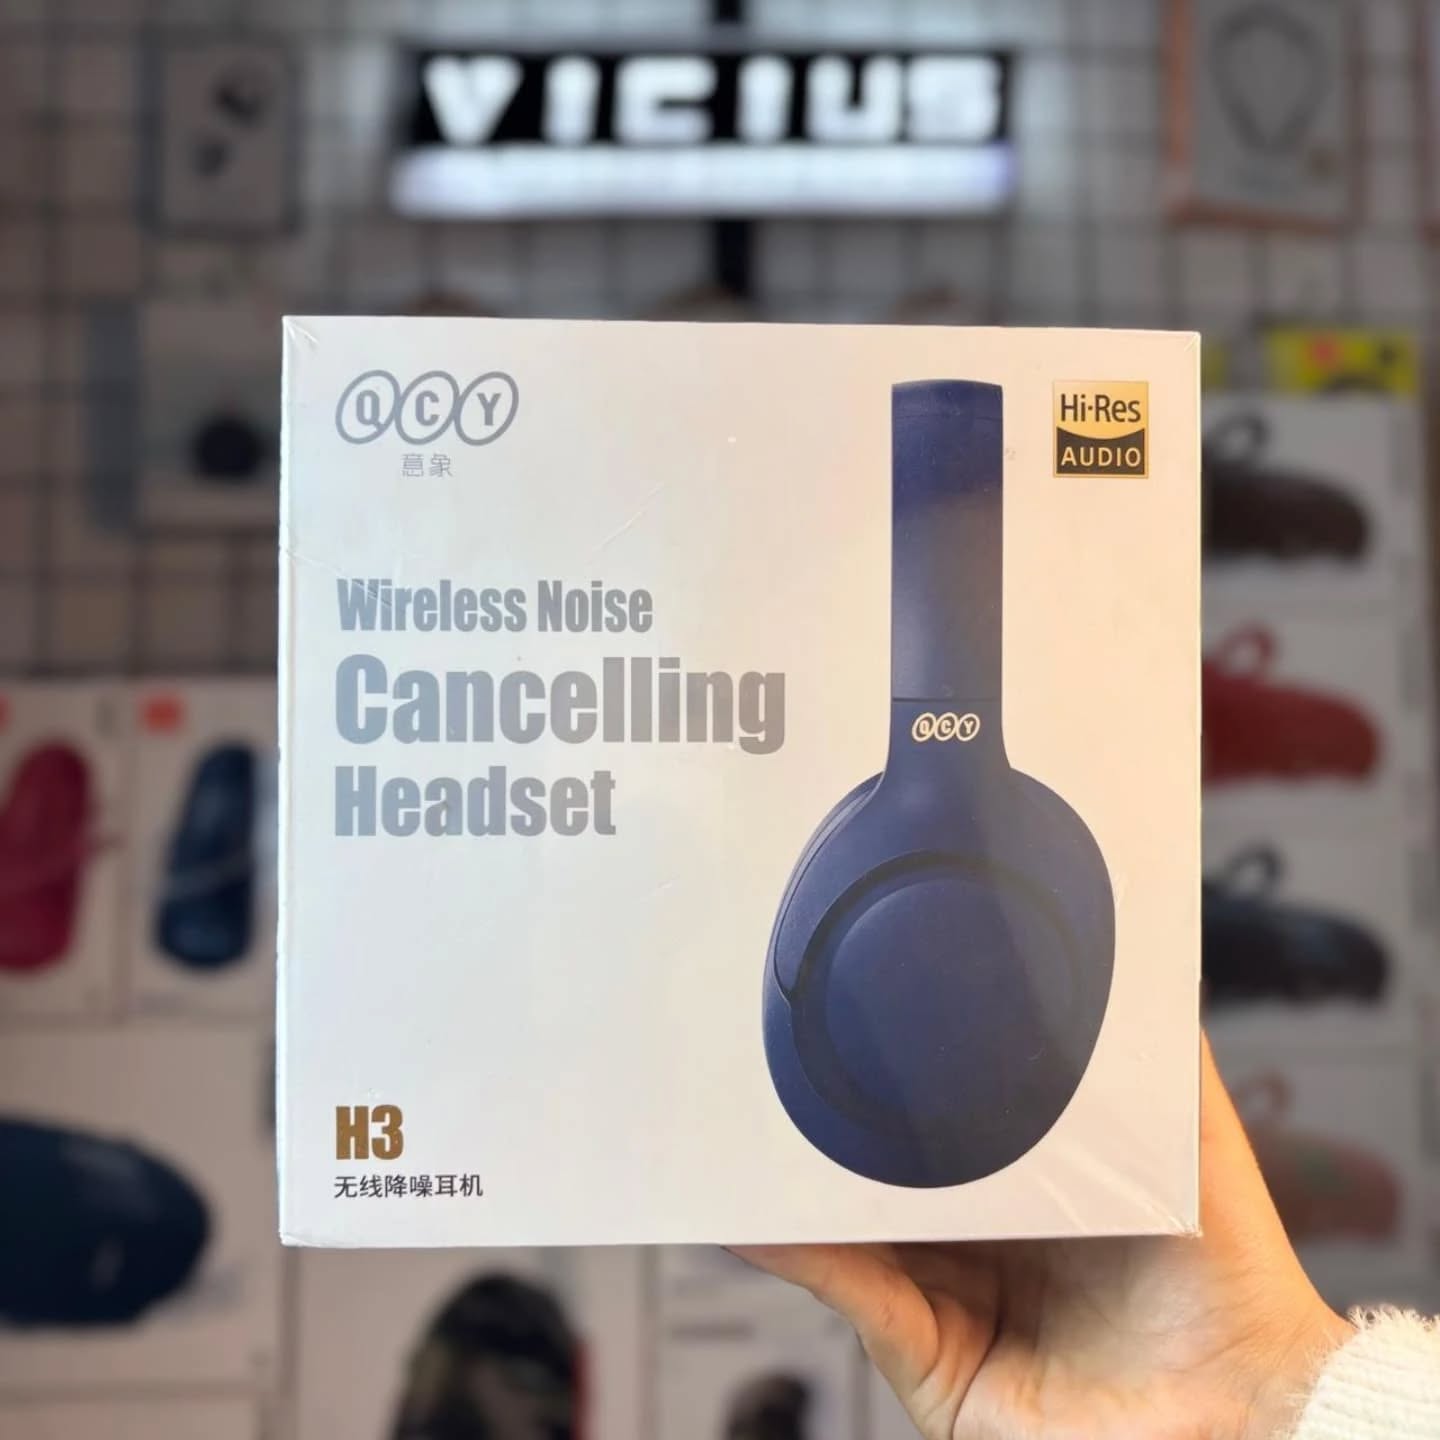 VICIUS
QCY
意象
Hi-Res
AUDIO
Wireless Noise
Cancelling
Headset
QCY
H3
无线降噪耳机